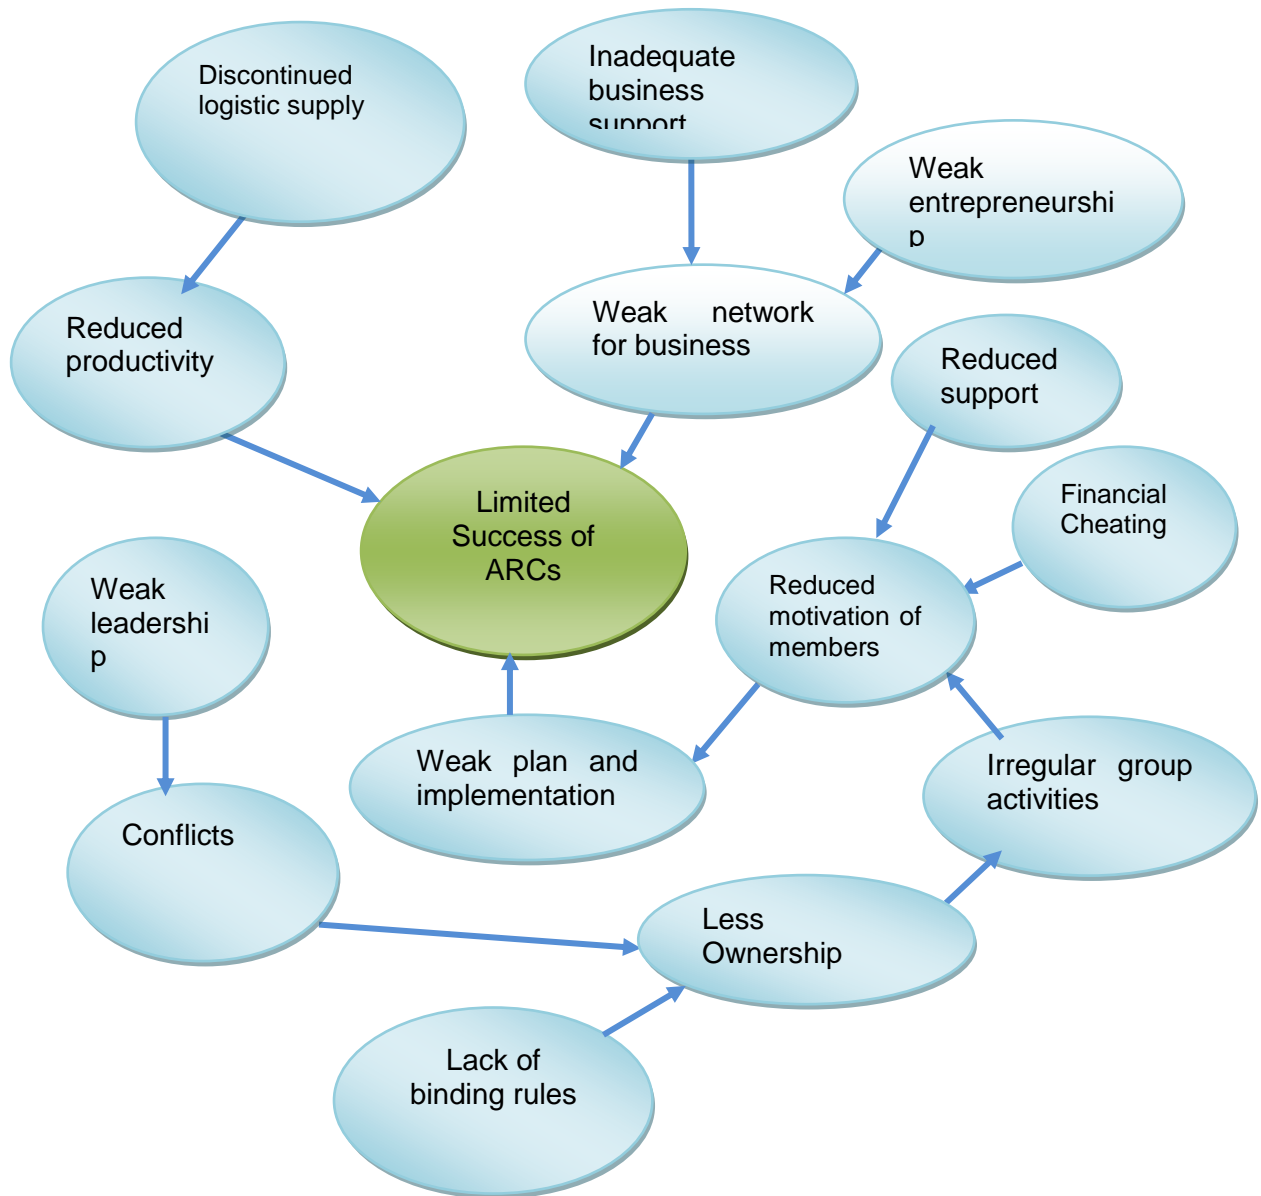 Discontinued
logistic supply
Inadequate
business
support
Weak
entrepreneurshi
p
Reduced
productivity
Weak network
for business
Reduced
support
Limited
Success of
ARCs
Financial
Cheating
Weak
leadershi
p
Reduced
motivation of
members
Weak plan and
implementation
Irregular group
activities
Conflicts
Less
Ownership
Lack of
binding rules